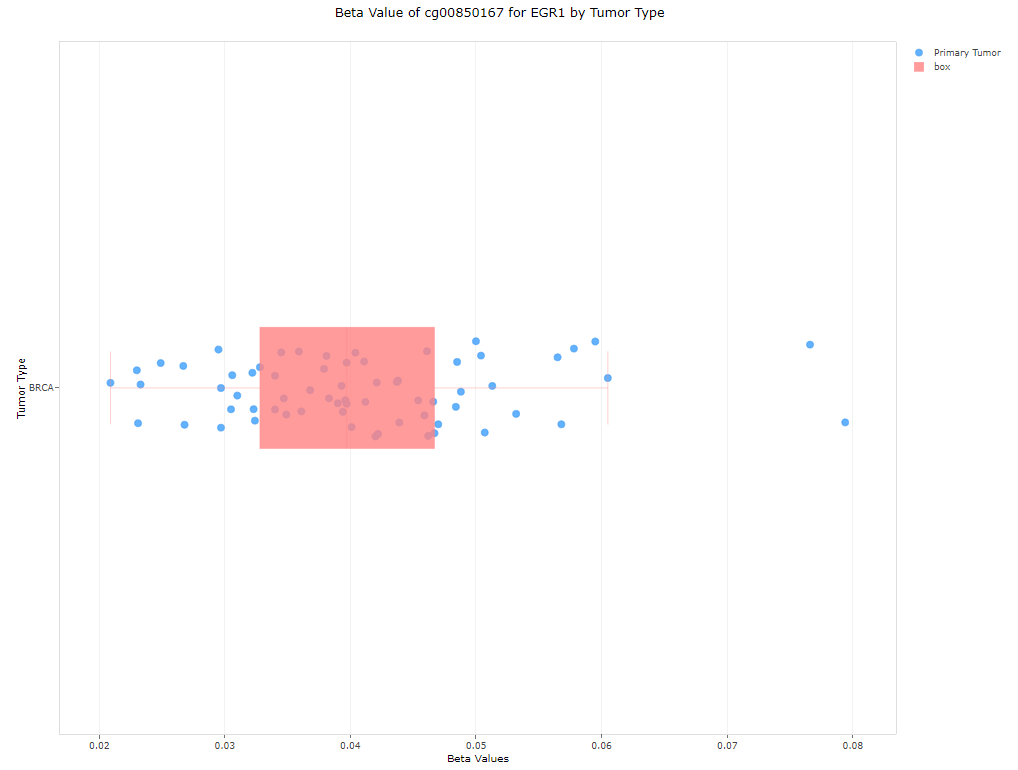 Beta Value of cg00850167 for EGR1 by Tumor Type
Primary Tumor
box
Tumor Type
BRCA
0.02
0.03
0.04
0.05
0.06
0.07
0.08
Beta Values